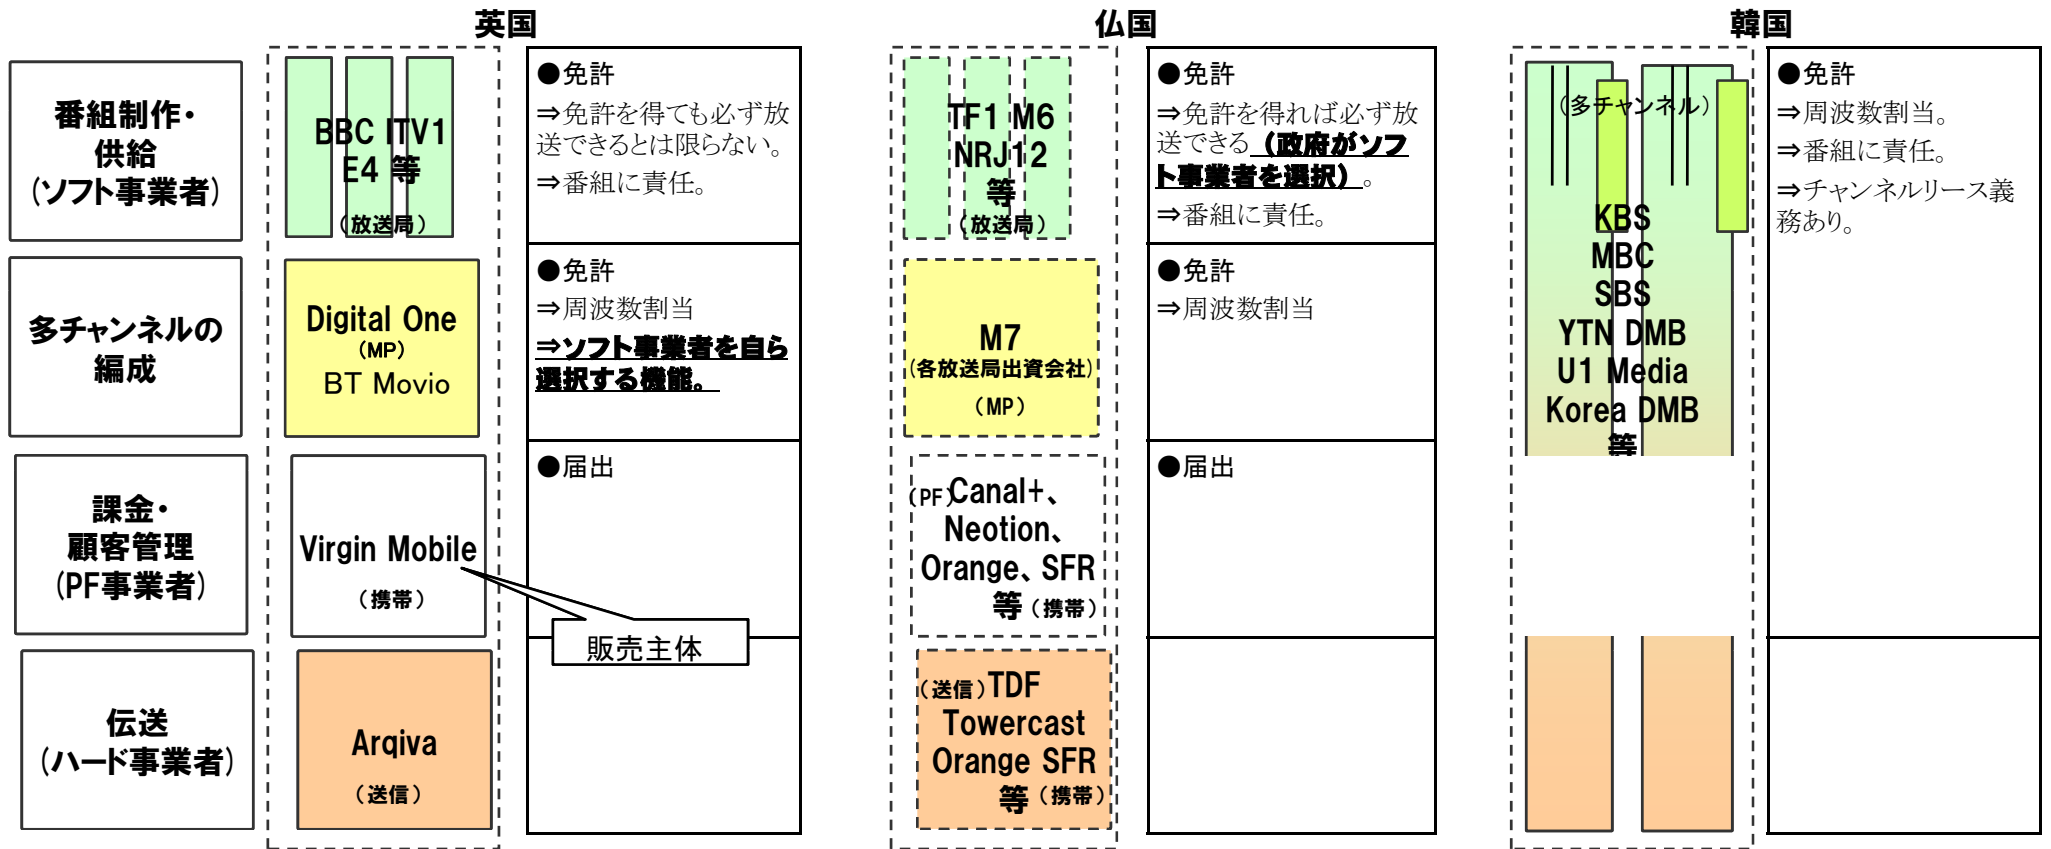 英国
仏国
韓国
番組制作・
供給
(ソフト事業者)
BBC ITV1
E4 等
(放送局)
●免許
⇒免許を得ても必ず放
送できるとは限らない。
⇒番組に責任。
TF1 M6
NRJ12
等
(放送局)
●免許
⇒免許を得れば必ず放
送できる(政府がソフ
ト事業者を選択)。
⇒番組に責任。
(多チャンネル)
KBS
MBC
SBS
YTN DMB
U1 Media
Korea DMB
等
●免許
⇒周波数割当。
⇒番組に責任。
⇒チャンネルリース義
務あり。
多チャンネルの
編成
Digital One
(MP)
BT Movio
●免許
⇒周波数割当
⇒ソフト事業者を自ら
選択する機能。
M7
(各放送局出資会社)
(MP)
●免許
⇒周波数割当
課金・
顧客管理
(PF事業者)
Virgin Mobile
(携帯)
●届出
販売主体
(PF)Canal+、
Neotion、
Orange、SFR
等(携帯)
●届出
伝送
(ハード事業者)
Arqiva
(送信)
(送信)TDF
Towercast
Orange SFR
等(携帯)